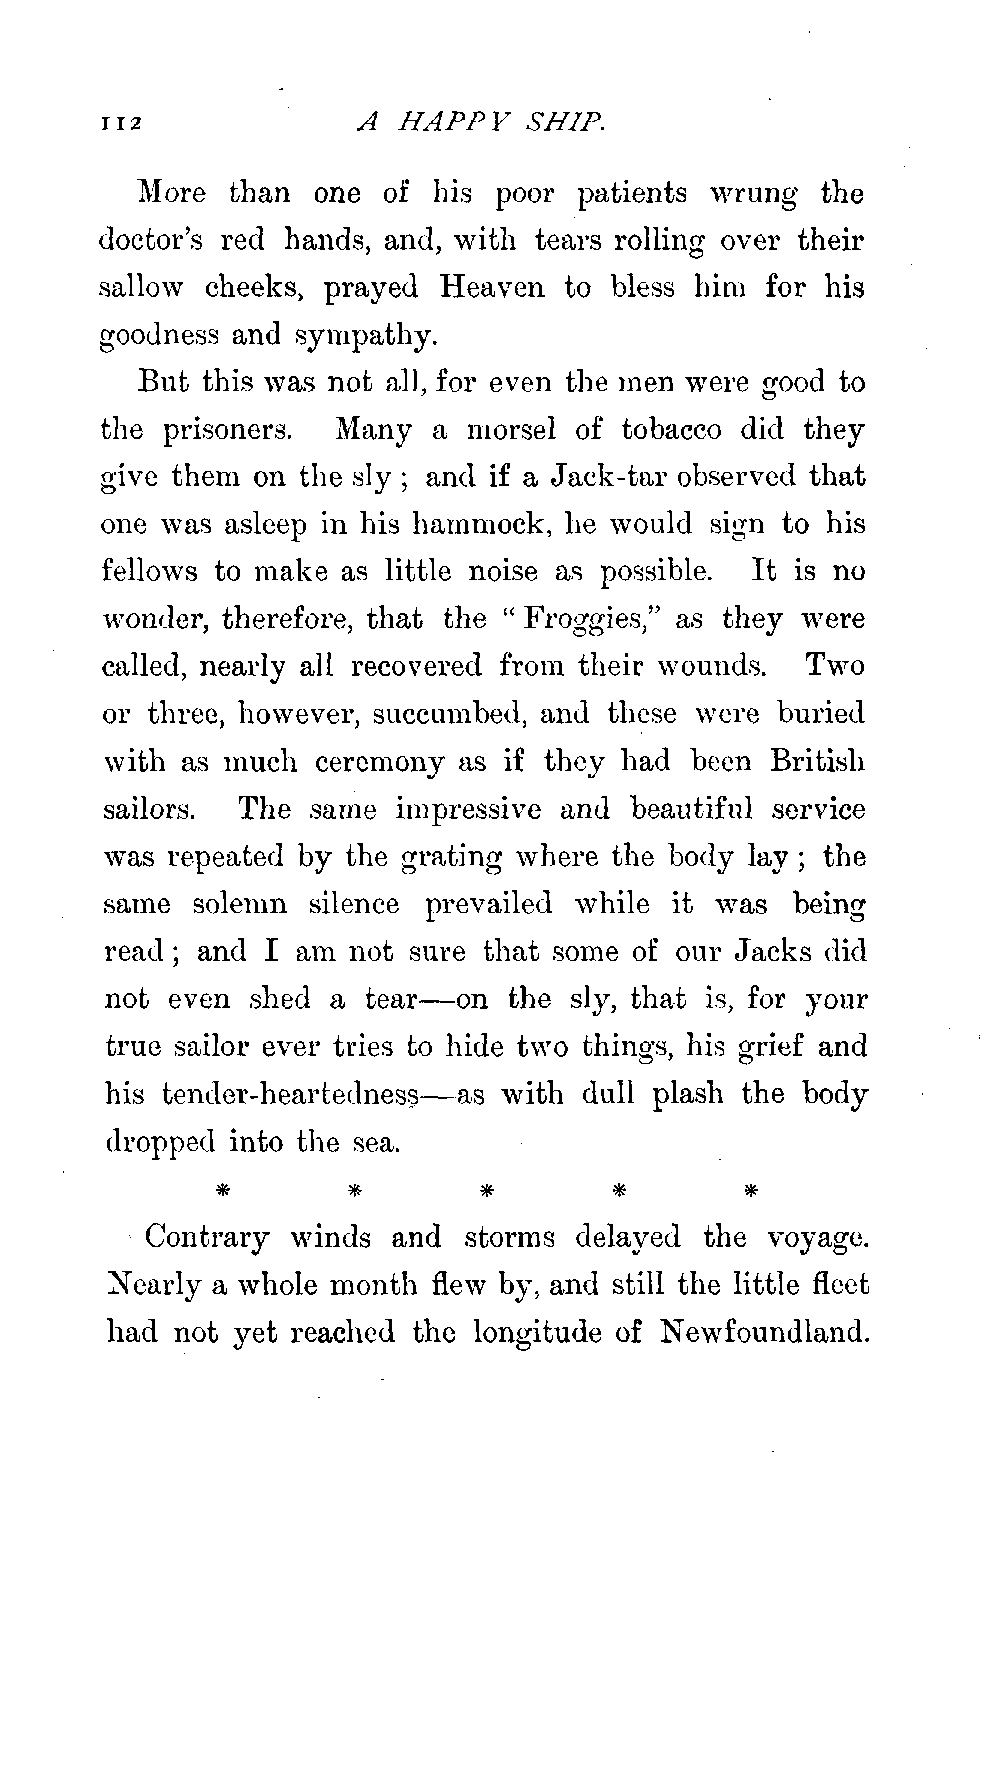 112 A HAPPY SHIP.
More than one of his poor patients wrung the
doctor's red hands, and, with tears rolling over their
sallow cheeks, prayed Heaven to bless him for his
goodness and sympathy.
But this was not all, for even the men were good to
the prisoners. Many a morsel of tobacco did they
give them on the sly ; and if a Jack-tar observed that
one was asleep in his hammock, he would sign to his
fellows to make as little noise as possible. It is no
wonder, therefore, that the "Froggies," as they were
called, nearly all recovered from their wounds. Two
or three, however, succumbed, and these were buried
with as much ceremony as if they had been British
sailors. The same impressive and beautiful service
was repeated by the grating where the body lay ; the
same solemn silence prevailed while it was being
read ; and I am not sure that some of our Jacks did
not even shed a tear—on the sly, that is, for your
true sailor ever tries to hide two things, his grief and
his tender-heartedness—as with dull plash the body
dropped into the sea.
* * * * *
Contrary winds and storms delayed the voyage.
Nearly a whole month flew by, and still the little fleet
had not yet reached the longitude of Newfoundland.